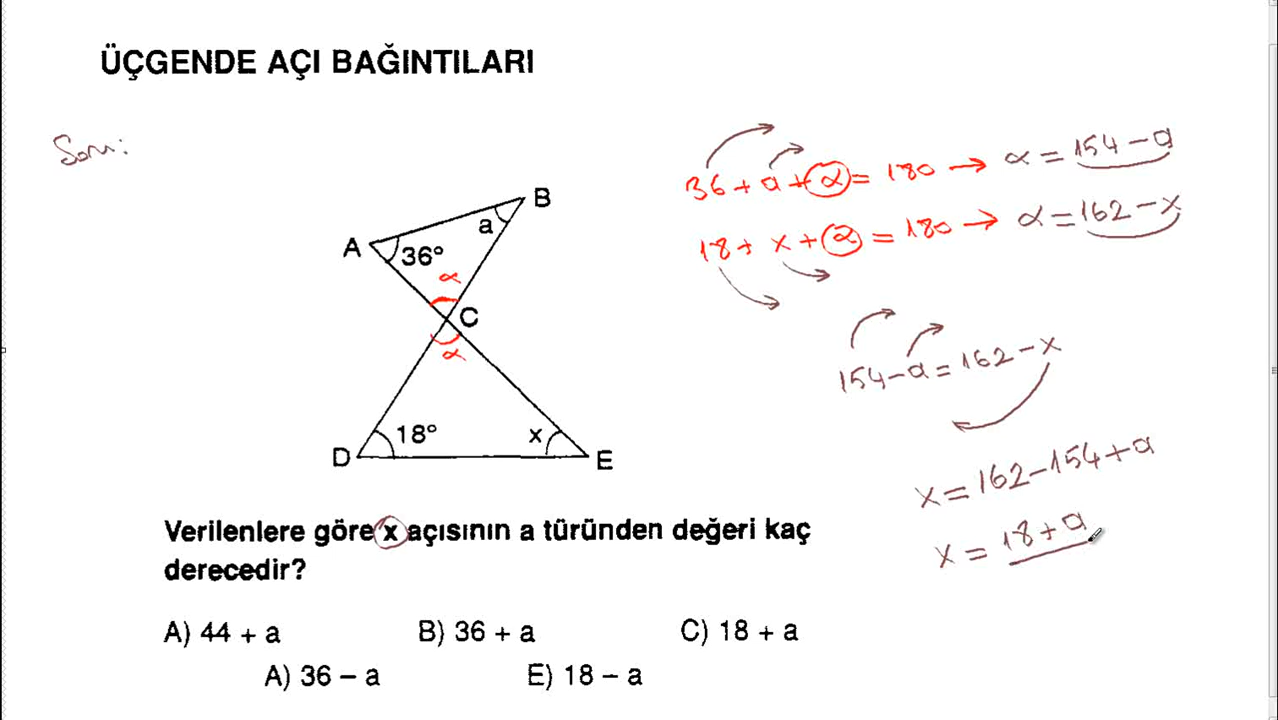 ÜÇGENDE AÇI BAĞINTILARI
Soru:
36 + a + α = 180 → α = 154 - a
18 + x + α = 180 → α = 162 - x
B
a
A
36°
α
C
α
154 - a = 162 - x
18°
x
D
E
x = 162 - 154 + a
x = 18 + a
Verilenlere göre x açısının a türünden değeri kaç
derecedir?
A) 44 + a B) 36 + a C) 18 + a
A) 36 – a E) 18 – a